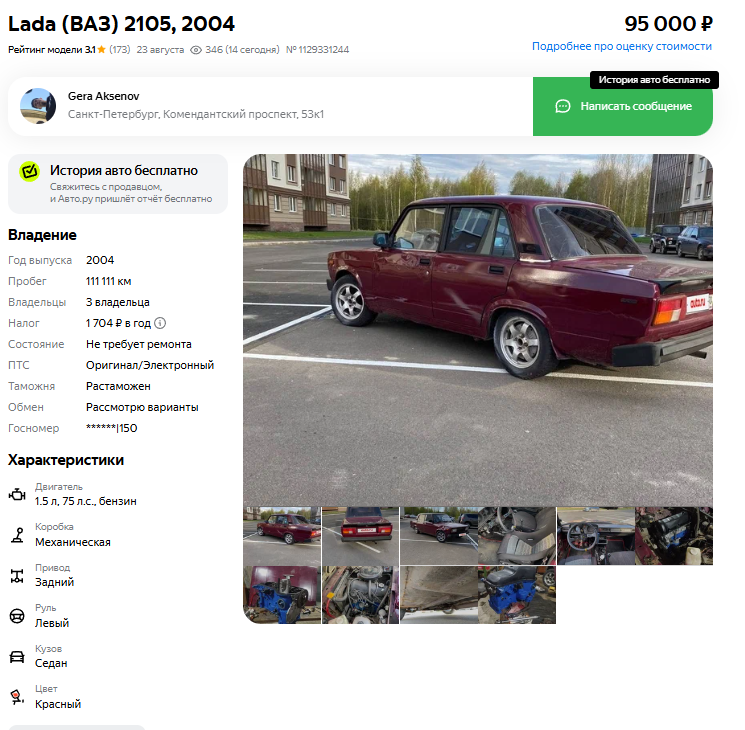 Lada (ВАЗ) 2105, 2004
95 000 ₽
Рейтинг модели 3.1 (173) 23 августа 346 (14 сегодня) № 1129331244
Подробнее про оценку стоимости
История авто бесплатно
Gera Aksenov
Санкт-Петербург, Комендантский проспект, 53к1
Написать сообщение
История авто бесплатно
Свяжитесь с продавцом,
и Авто.ру пришлёт отчёт бесплатно
Владение
Год выпуска 2004
Пробег 111 111 км
Владельцы 3 владельца
Налог 1 704 ₽ в год
Состояние Не требует ремонта
ПТС Оригинал/Электронный
Таможня Растаможен
Обмен Рассмотрю варианты
Госномер ******|150
Характеристики
Двигатель
1.5 л, 75 л.с., бензин
Коробка
Механическая
Привод
Задний
Руль
Левый
Кузов
Седан
Цвет
Красный
auto.ru